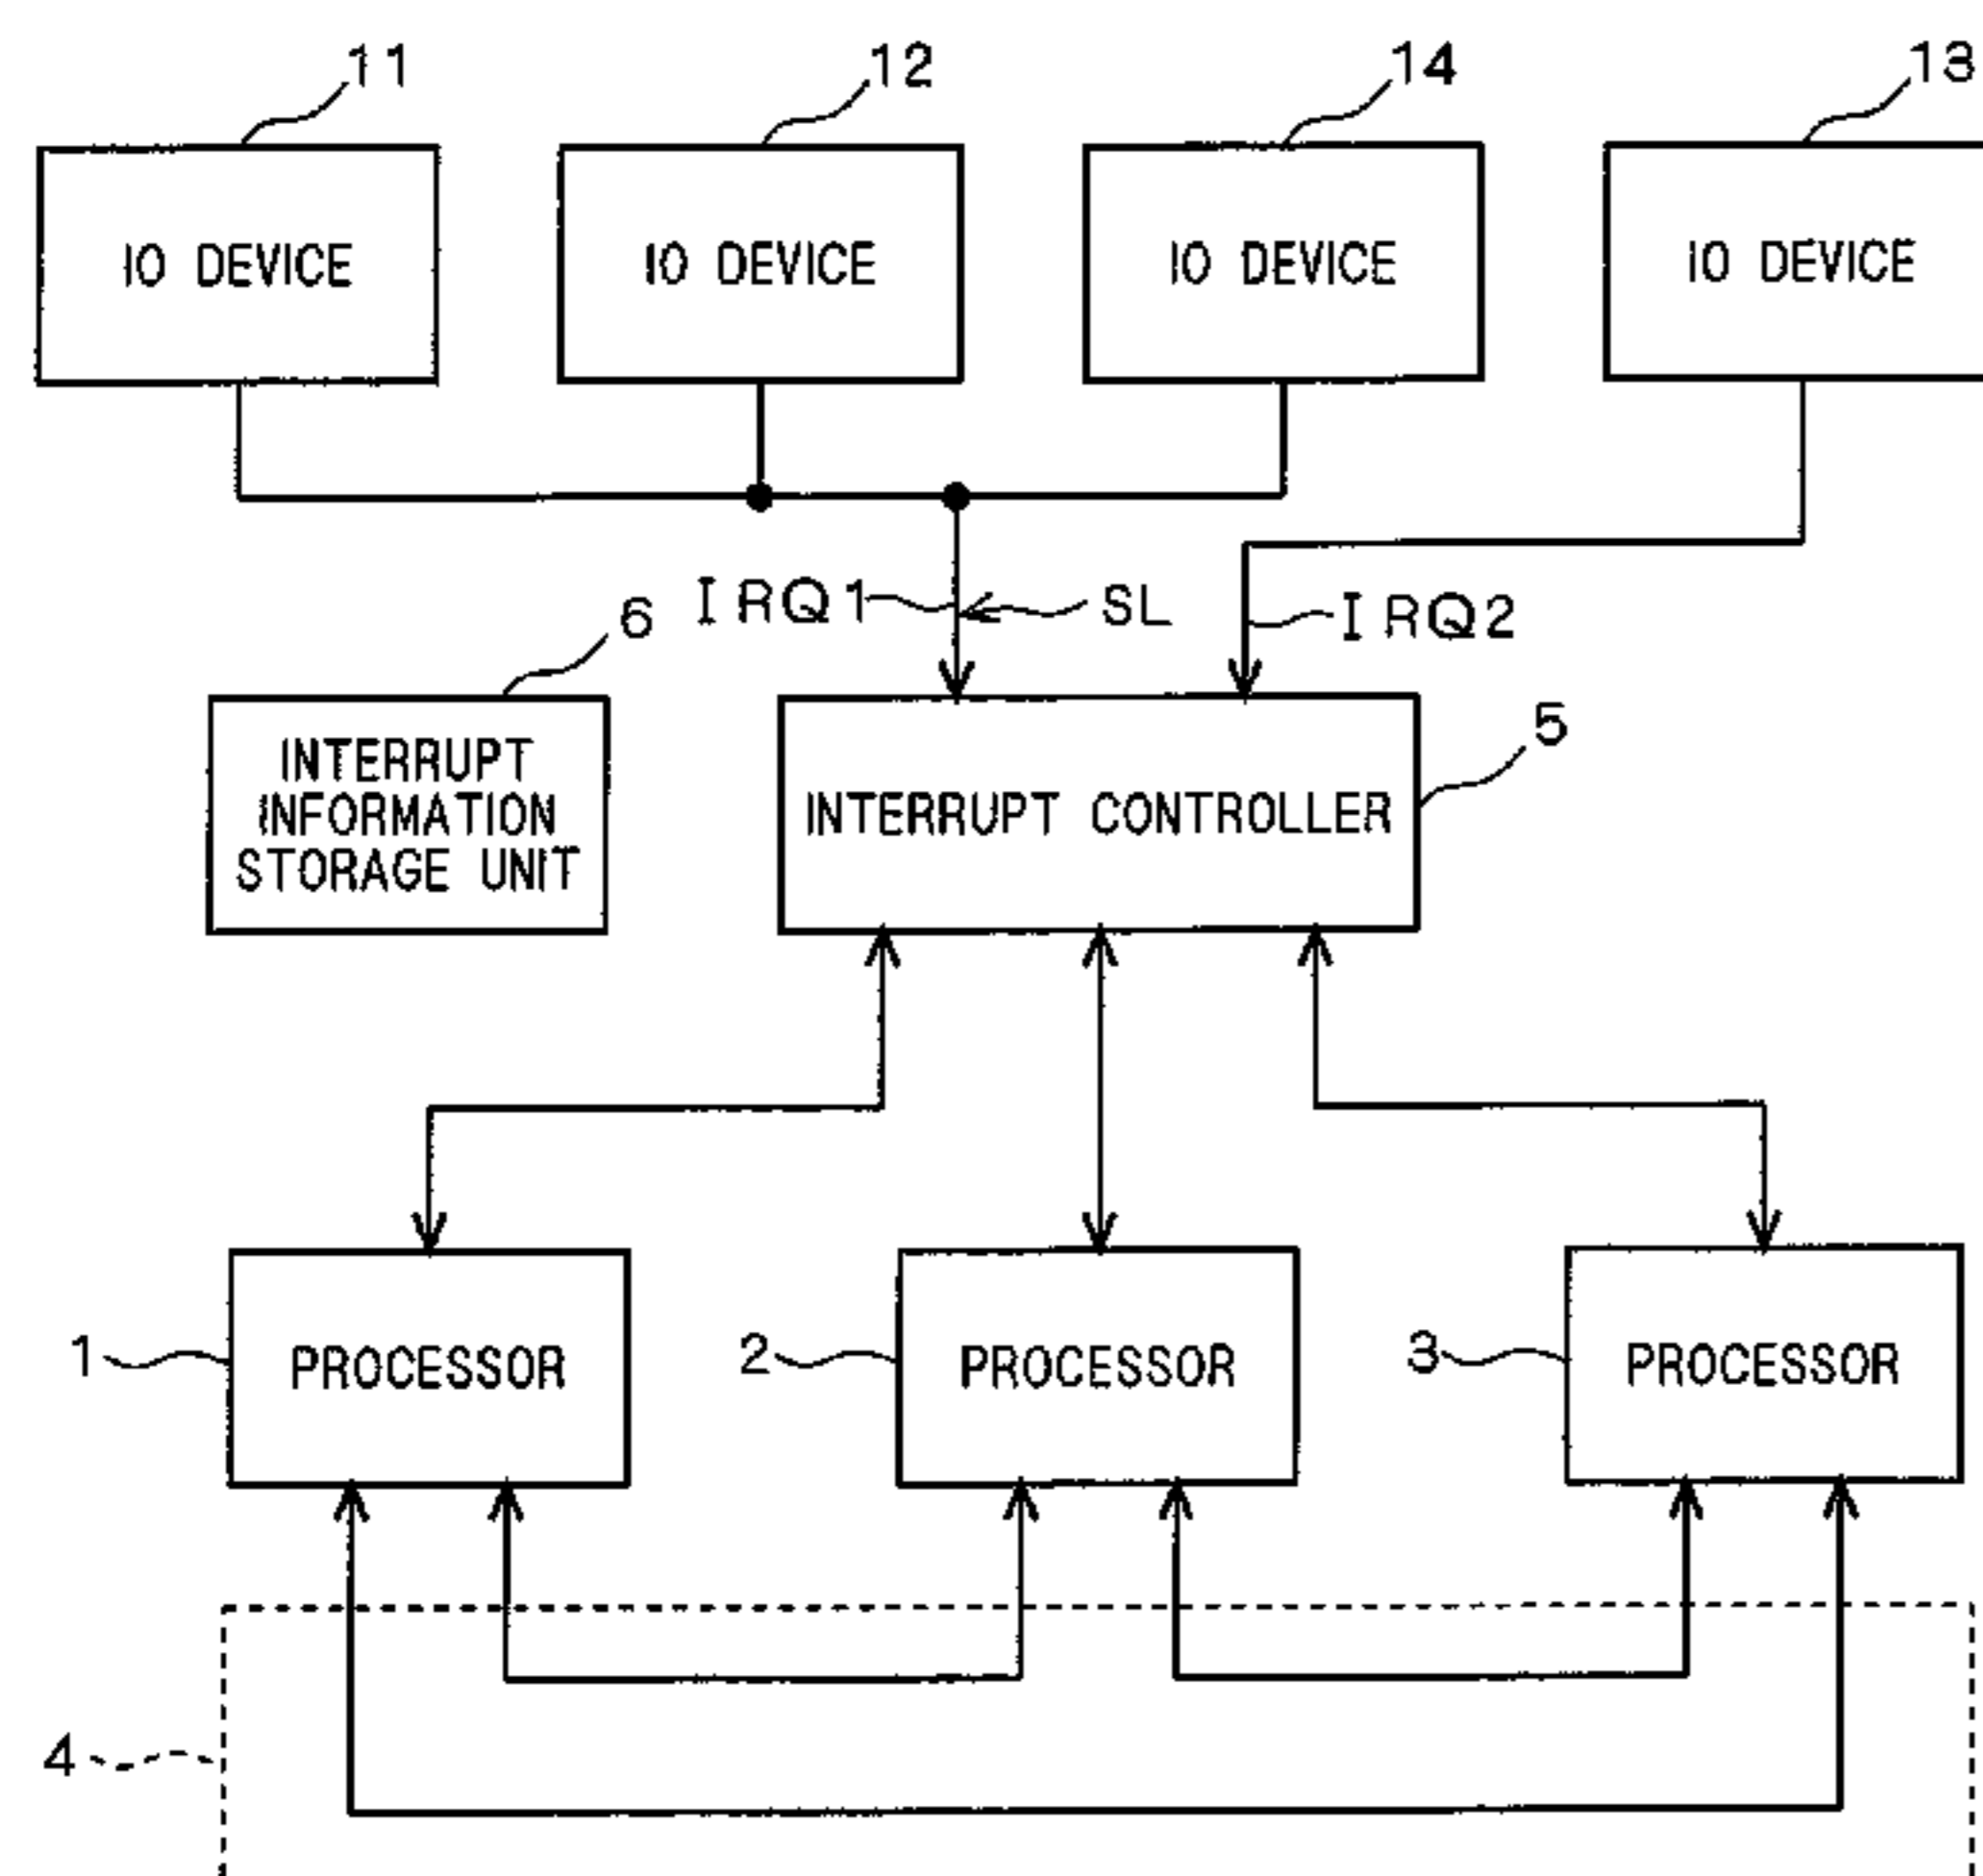 11
12
14
13
IO DEVICE
IO DEVICE
IO DEVICE
IO DEVICE
IRQ1
SL
IRQ2
6
5
INTERRUPT
INFORMATION
STORAGE UNIT
INTERRUPT CONTROLLER
1
PROCESSOR
2
PROCESSOR
3
PROCESSOR
4